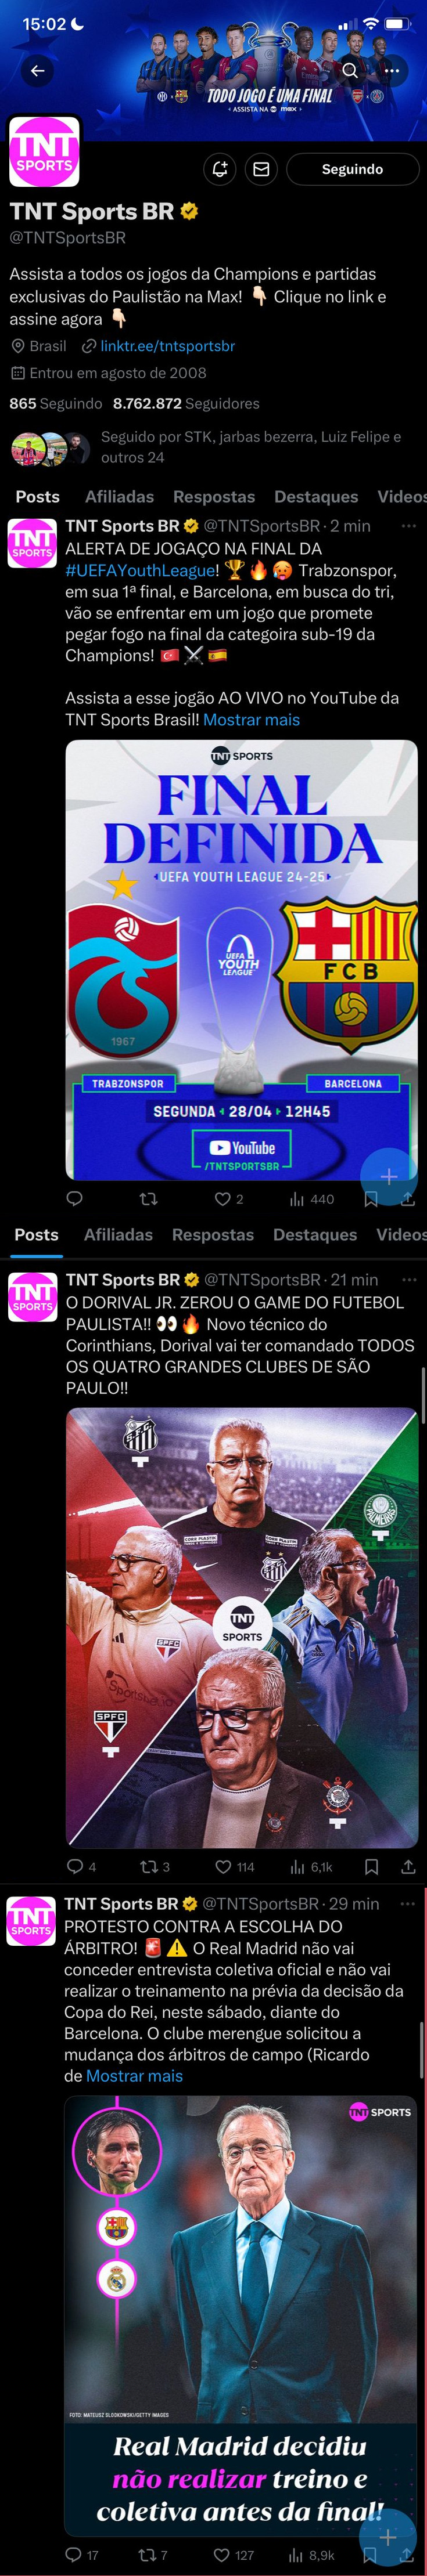 15:02
TODO JOGO É UMA FINAL
• ASSISTA NA max •
TNT
SPORTS
Seguindo
TNT Sports BR
@TNTSportsBR
Assista a todos os jogos da Champions e partidas
exclusivas do Paulistão na Max! 👇🏻 Clique no link e
assine agora 👇🏻
Brasil linktr.ee/tntsportsbr
Entrou em agosto de 2008
865 Seguindo 8.762.872 Seguidores
Seguido por STK, jarbas bezerra, Luiz Felipe e
outros 24
Posts Afiliadas Respostas Destaques Videos
TNT
SPORTS
TNT Sports BR @TNTSportsBR · 2 min
ALERTA DE JOGAÇO NA FINAL DA
#UEFAYouthLeague! 🏆🔥🥵 Trabzonspor,
em sua 1ª final, e Barcelona, em busca do tri,
vão se enfrentar em um jogo que promete
pegar fogo na final da categoira sub-19 da
Champions! 🇹🇷⚔️🇪🇸
Assista a esse jogão AO VIVO no YouTube da
TNT Sports Brasil! Mostrar mais
TNT SPORTS
FINAL
DEFINIDA
UEFA YOUTH LEAGUE 24-25
UEFA
YOUTH
LEAGUE
FCB
1967
TRABZONSPOR
BARCELONA
SEGUNDA 28/04 12H45
YouTube
/TNTSPORTSBR
2 440
Posts Afiliadas Respostas Destaques Videos
TNT
SPORTS
TNT Sports BR @TNTSportsBR · 21 min
O DORIVAL JR. ZEROU O GAME DO FUTEBOL
PAULISTA!! 👀🔥 Novo técnico do
Corinthians, Dorival vai ter comandado TODOS
OS QUATRO GRANDES CLUBES DE SÃO
PAULO!!
PALMEIRAS
TNT
SPORTS
SPFC
Sportsbet.io
SPFC
4 3 114 6,1k
TNT
SPORTS
TNT Sports BR @TNTSportsBR · 29 min
PROTESTO CONTRA A ESCOLHA DO
ÁRBITRO! 🚨⚠️ O Real Madrid não vai
conceder entrevista coletiva oficial e não vai
realizar o treinamento na prévia da decisão da
Copa do Rei, neste sábado, diante do
Barcelona. O clube merengue solicitou a
mudança dos árbitros de campo (Ricardo
de Mostrar mais
TNT SPORTS
FOTO: MATEUSZ SLODKOWSKI/GETTY IMAGES
Real Madrid decidiu
não realizar treino e
coletiva antes da final!
17 7 127 8,9k